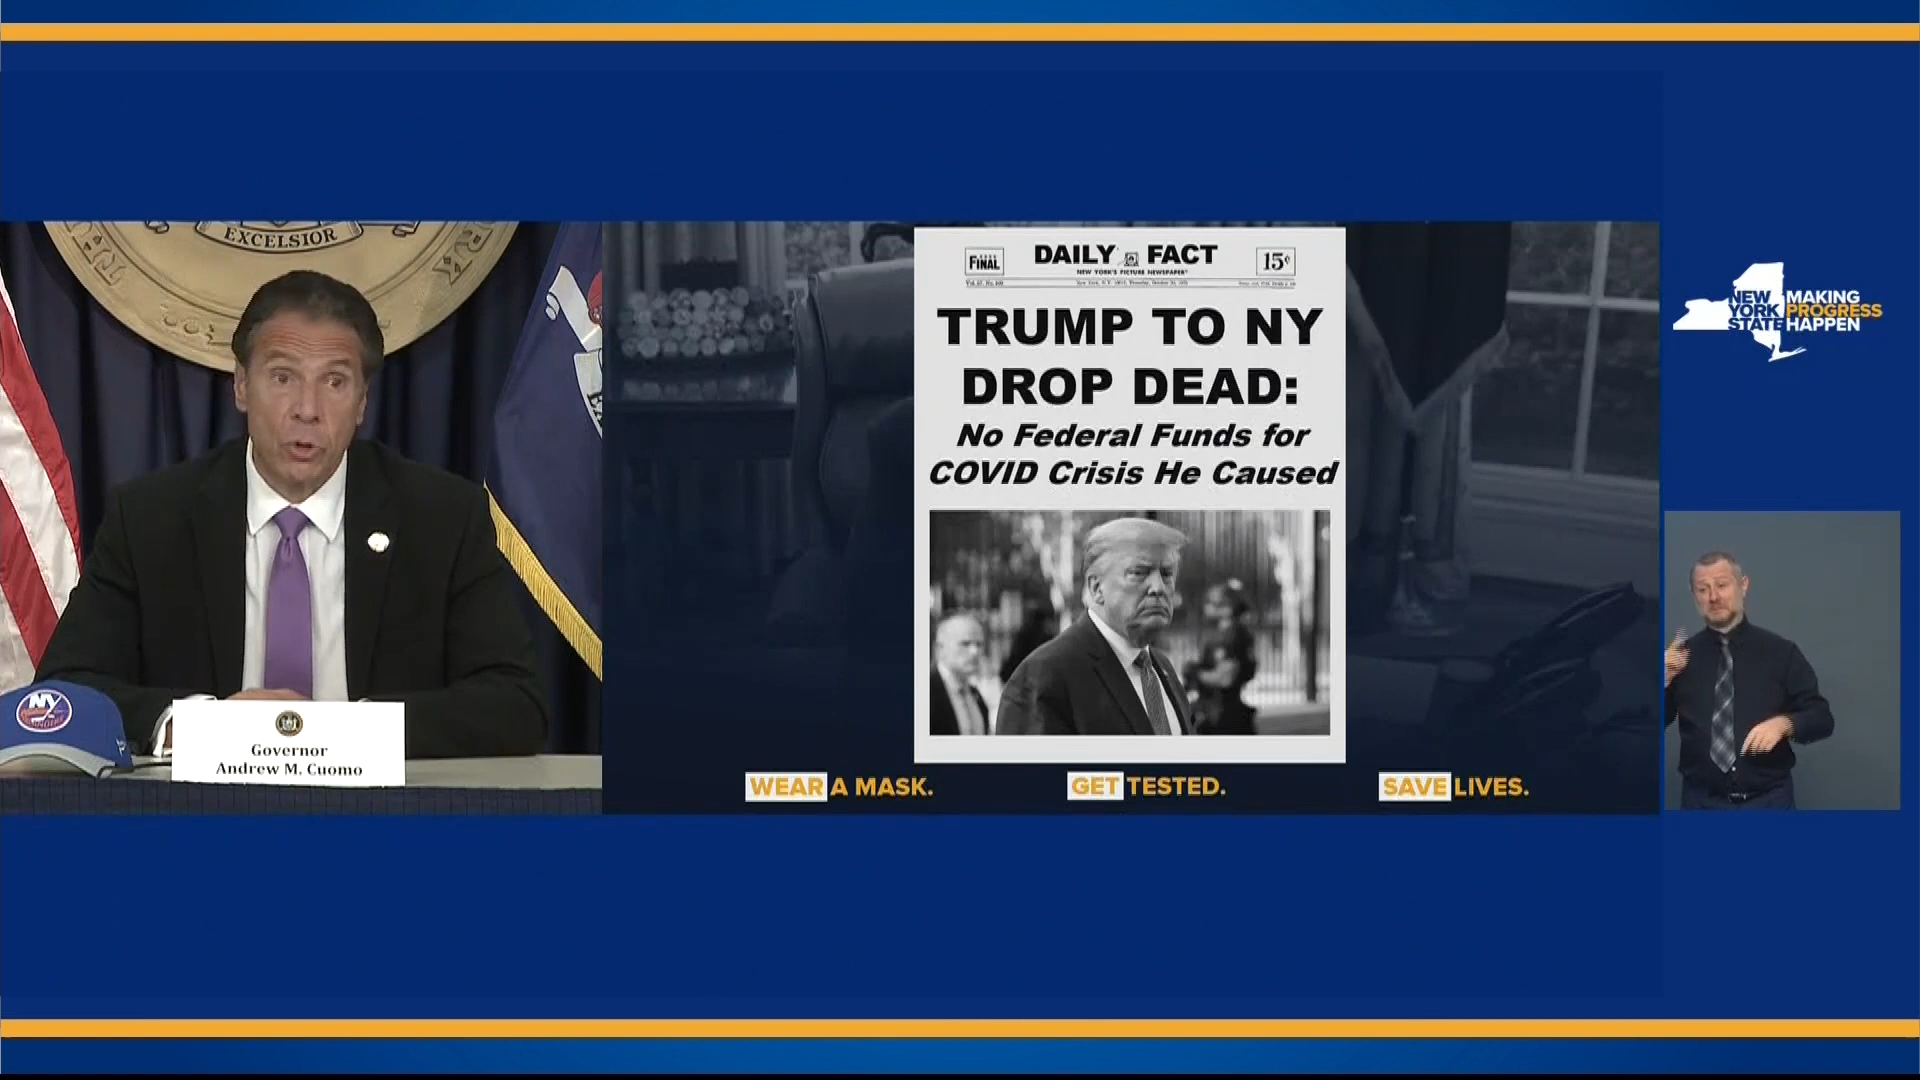 EXCELSIOR
Governor
Andrew M. Cuomo
NY
FINAL
DAILY FACT
15¢
NEW YORK'S PICTURE NEWSPAPER
TRUMP TO NY
DROP DEAD:
No Federal Funds for
COVID Crisis He Caused
WEAR A MASK.
GET TESTED.
SAVE LIVES.
NEW
YORK
STATE
MAKING
PROGRESS
HAPPEN